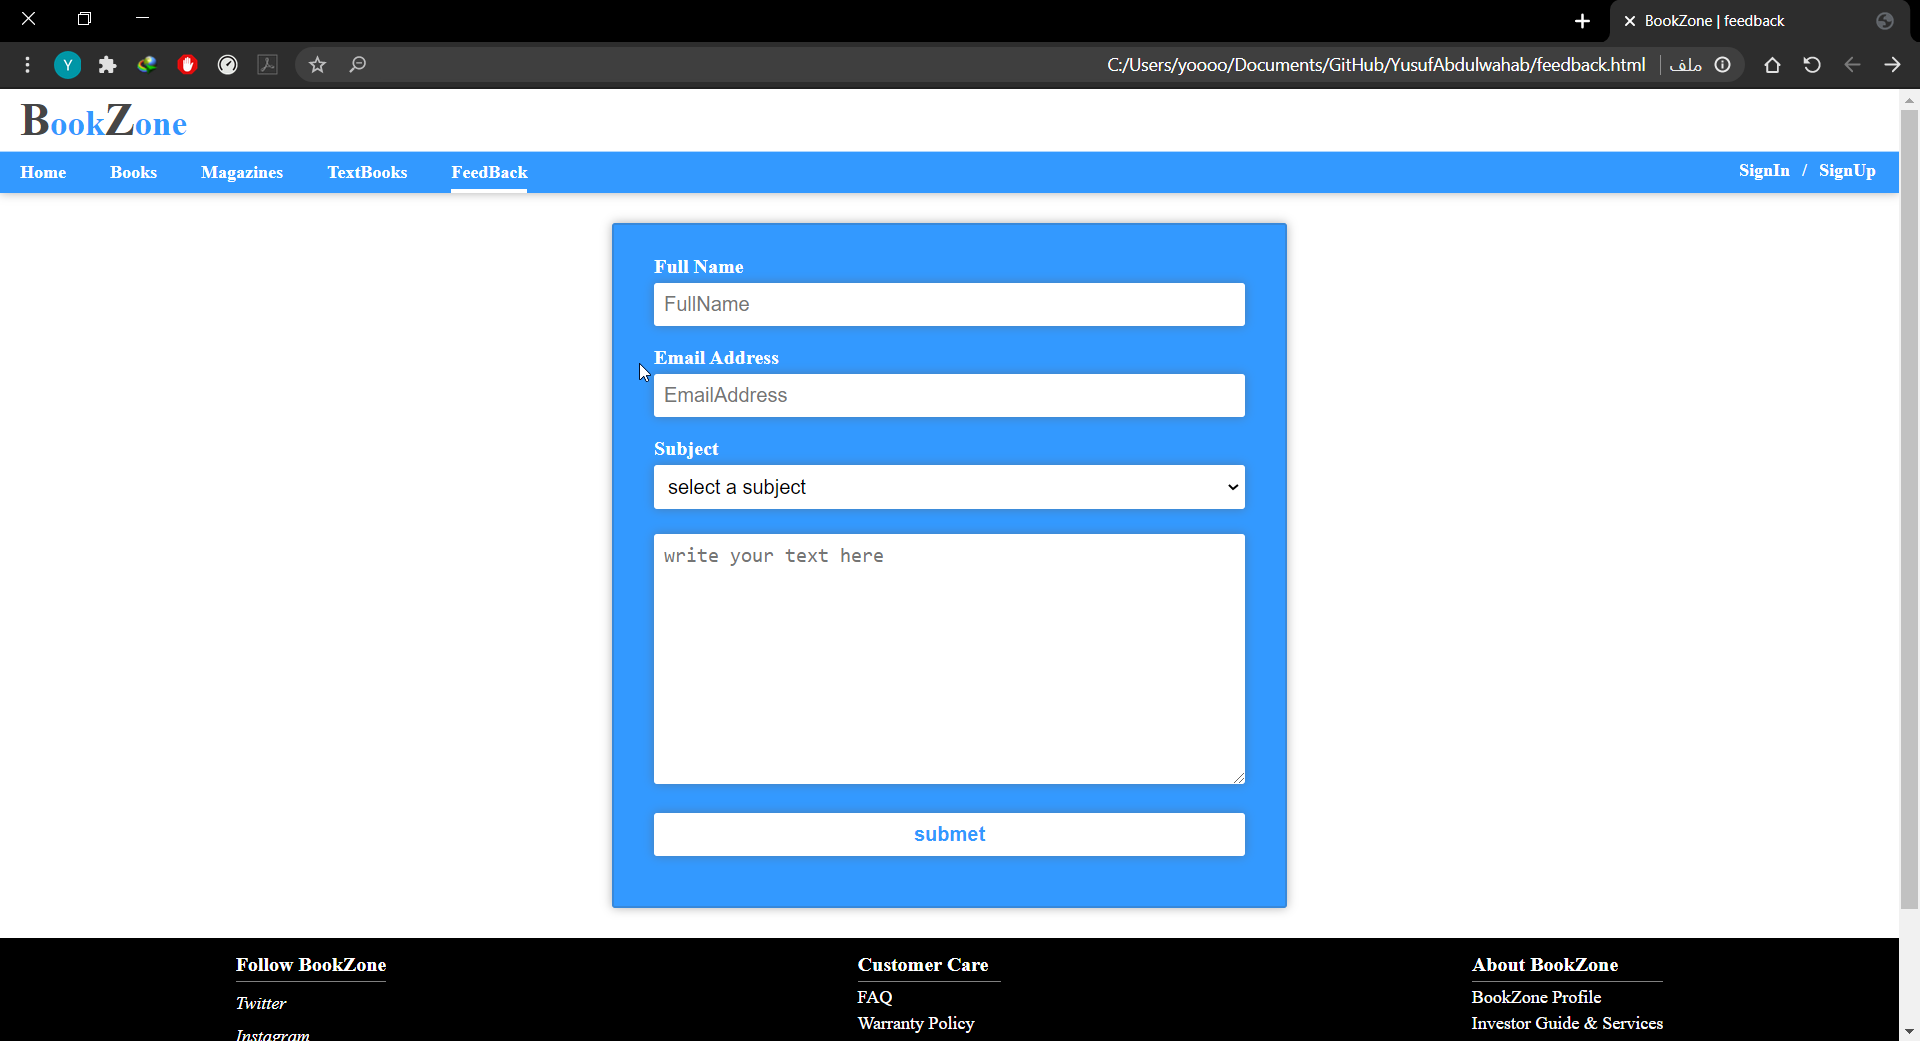 BookZone | feedback
Y
C:/Users/yoooo/Documents/GitHub/YusufAbdulwahab/feedback.html | ملف
BookZone
Home Books Magazines TextBooks FeedBack SignIn / SignUp
Full Name
FullName
Email Address
EmailAddress
Subject
select a subject
write your text here
submet
Follow BookZone
Twitter
Instagram
Customer Care
FAQ
Warranty Policy
About BookZone
BookZone Profile
Investor Guide & Services